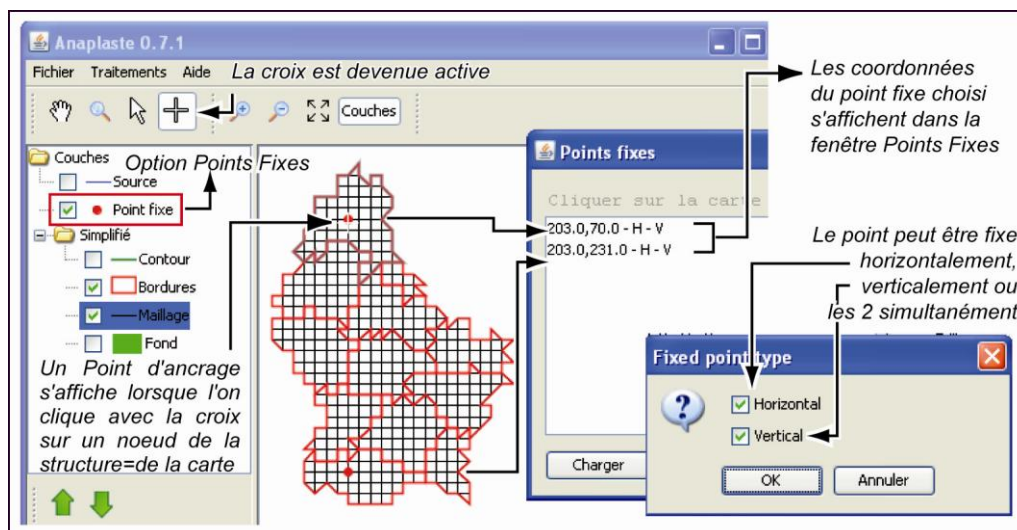 Anaplaste 0.7.1
Fichier Traitements Aide
La croix est devenue active
Couches
Les coordonnées
du point fixe choisi
s'affichent dans la
fenêtre Points Fixes
Couches
Option Points Fixes
Source
Point fixe
Simplifié
Contour
Bordures
Maillage
Fond
Un Point d'ancrage
s'affiche lorsque l'on
clique avec la croix
sur un noeud de la
structure=de la carte
Points fixes
Cliquer sur la carte
203.0,70.0 - H - V
203.0,231.0 - H - V
Charger
Le point peut être fixe
horizontalement,
verticalement ou
les 2 simultanément
Fixed point type
Horizontal
Vertical
OK
Annuler